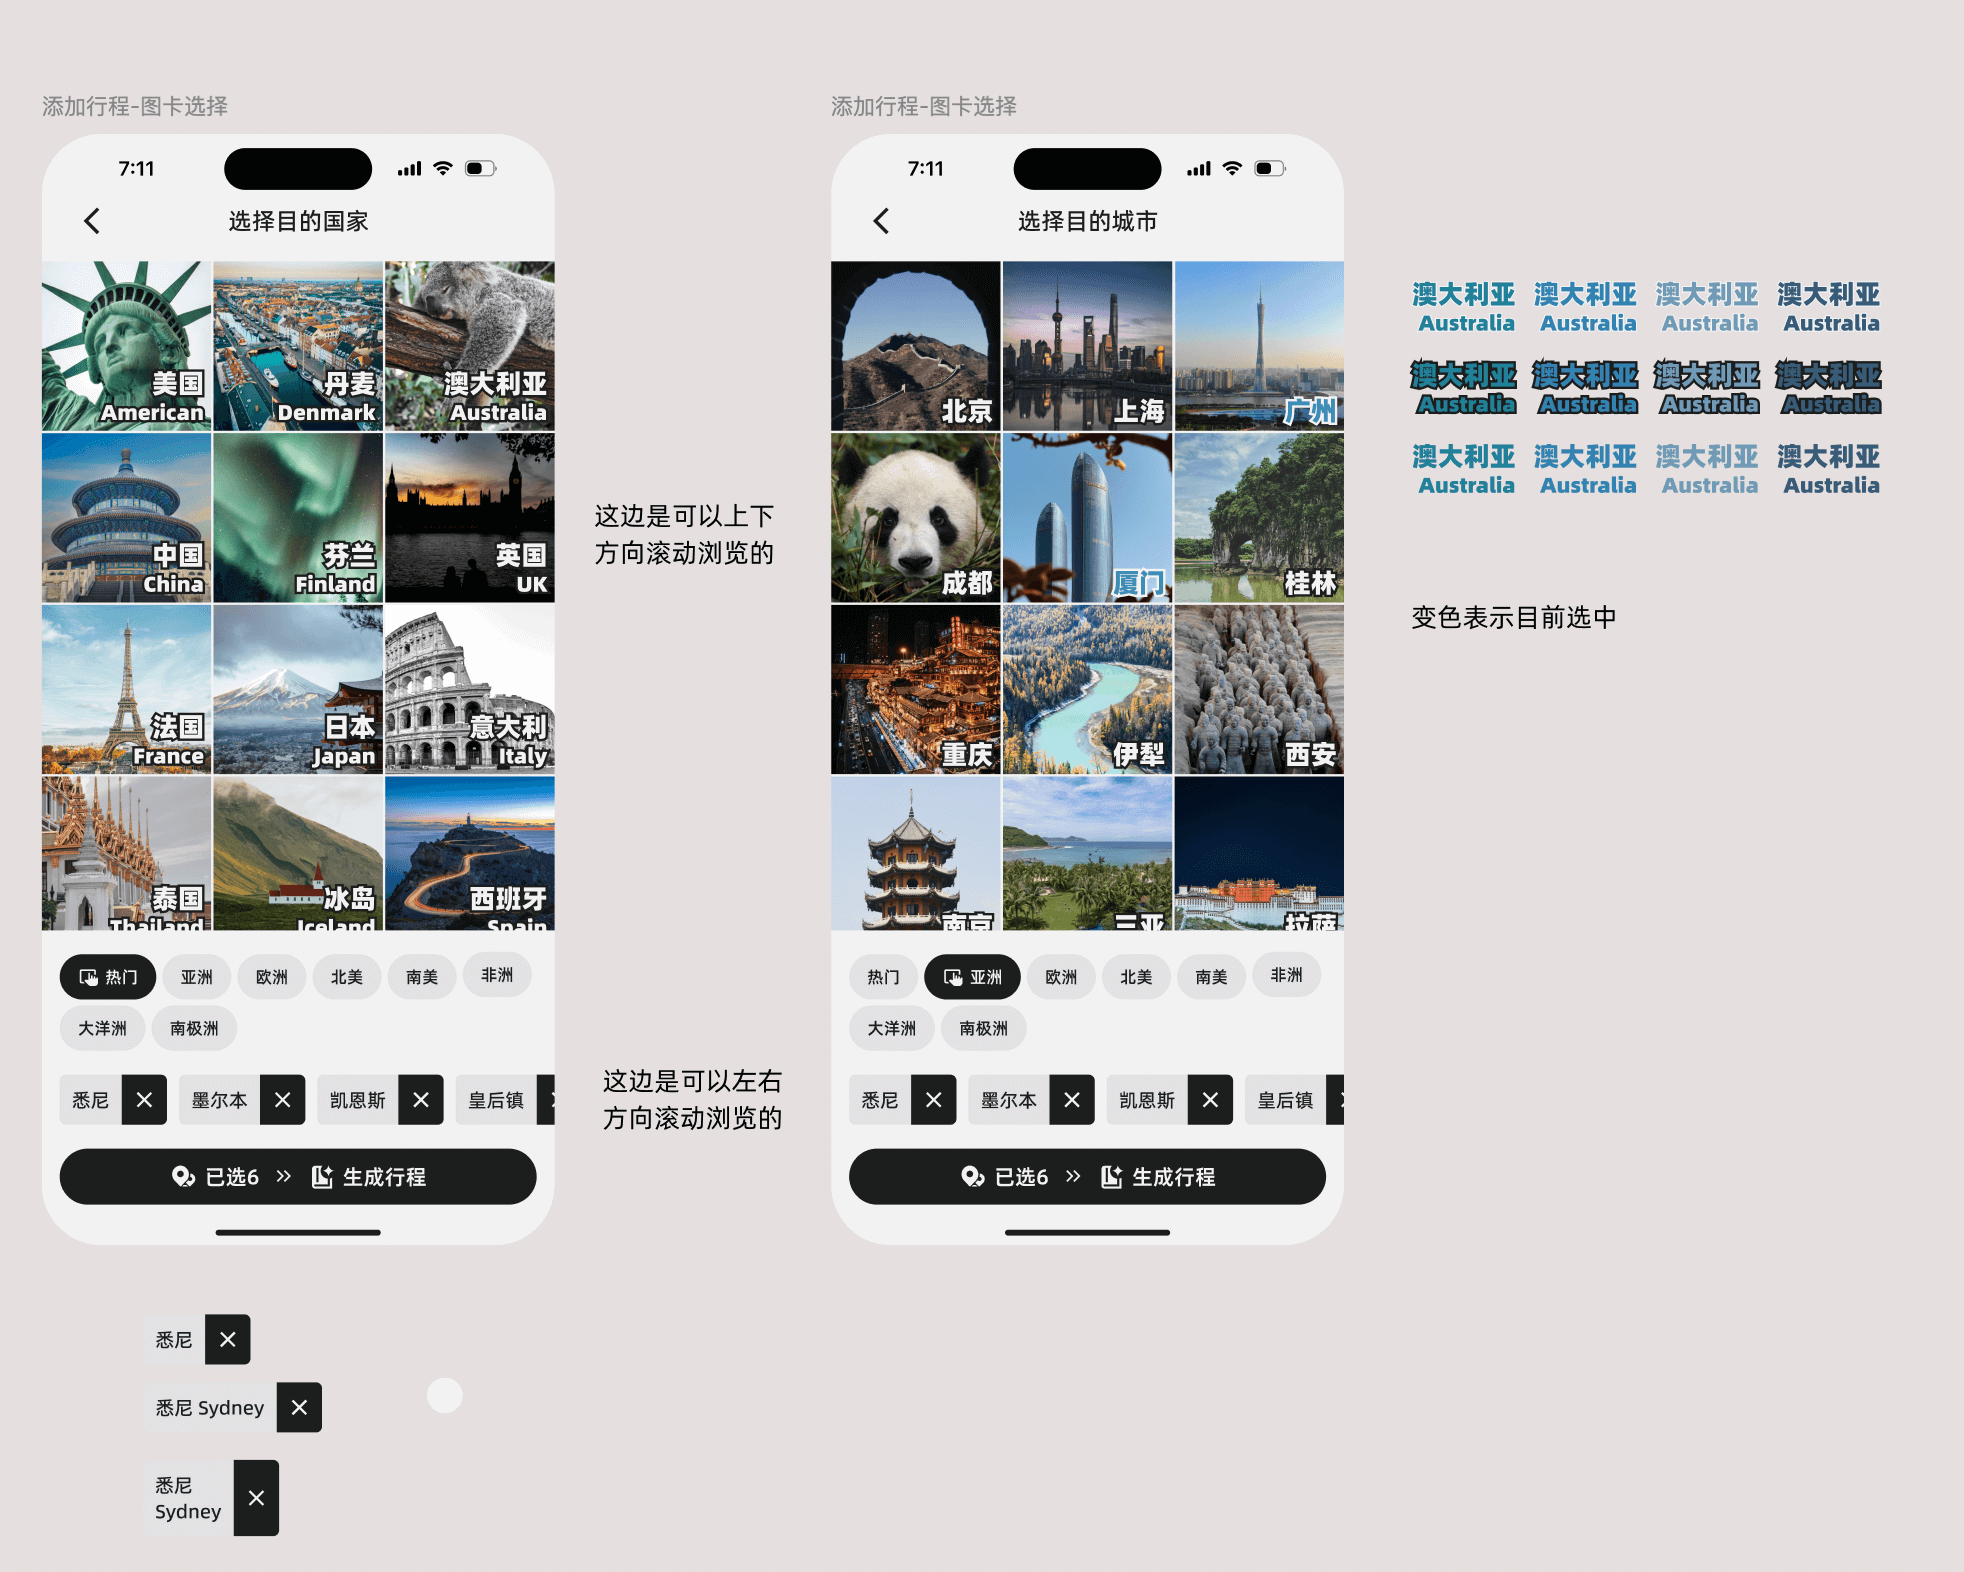 添加行程-图卡选择
7:11
选择目的国家
美国
American
丹麦
Denmark
澳大利亚
Australia
中国
China
芬兰
Finland
英国
UK
法国
France
日本
Japan
意大利
Italy
泰国
Thailand
冰岛
Iceland
西班牙
Spain
热门
亚洲
欧洲
北美
南美
非洲
大洋洲
南极洲
悉尼
墨尔本
凯恩斯
皇后镇
已选6
生成行程
悉尼
悉尼 Sydney
悉尼
Sydney
这边是可以上下
方向滚动浏览的
这边是可以左右
方向滚动浏览的
添加行程-图卡选择
7:11
选择目的城市
北京
上海
广州
成都
厦门
桂林
重庆
伊犁
西安
南京
三亚
拉萨
热门
亚洲
欧洲
北美
南美
非洲
大洋洲
南极洲
悉尼
墨尔本
凯恩斯
皇后镇
已选6
生成行程
澳大利亚 澳大利亚 澳大利亚 澳大利亚
Australia Australia Australia Australia
澳大利亚 澳大利亚 澳大利亚 澳大利亚
Australia Australia Australia Australia
澳大利亚 澳大利亚 澳大利亚 澳大利亚
Australia Australia Australia Australia
变色表示目前选中